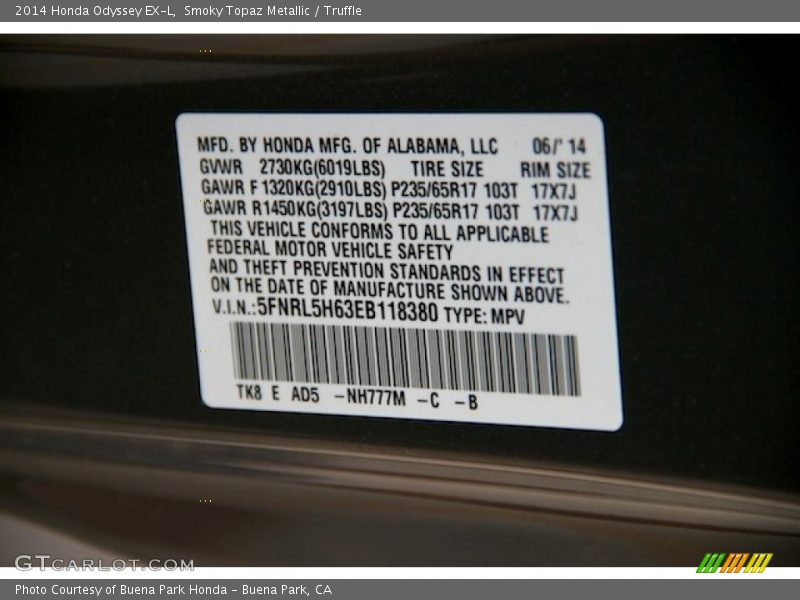 2014 Honda Odyssey EX-L, Smoky Topaz Metallic / Truffle
MFD. BY HONDA MFG. OF ALABAMA, LLC 06/' 14
GVWR 2730KG(6019LBS) TIRE SIZE RIM SIZE
GAWR F 1320KG(2910LBS) P235/65R17 103T 17X7J
GAWR R1450KG(3197LBS) P235/65R17 103T 17X7J
THIS VEHICLE CONFORMS TO ALL APPLICABLE
FEDERAL MOTOR VEHICLE SAFETY
AND THEFT PREVENTION STANDARDS IN EFFECT
ON THE DATE OF MANUFACTURE SHOWN ABOVE.
V.I.N.:5FNRL5H63EB118380 TYPE: MPV
TK8 E AD5 -NH777M -C -B
GTCARLOT.COM
Photo Courtesy of Buena Park Honda - Buena Park, CA